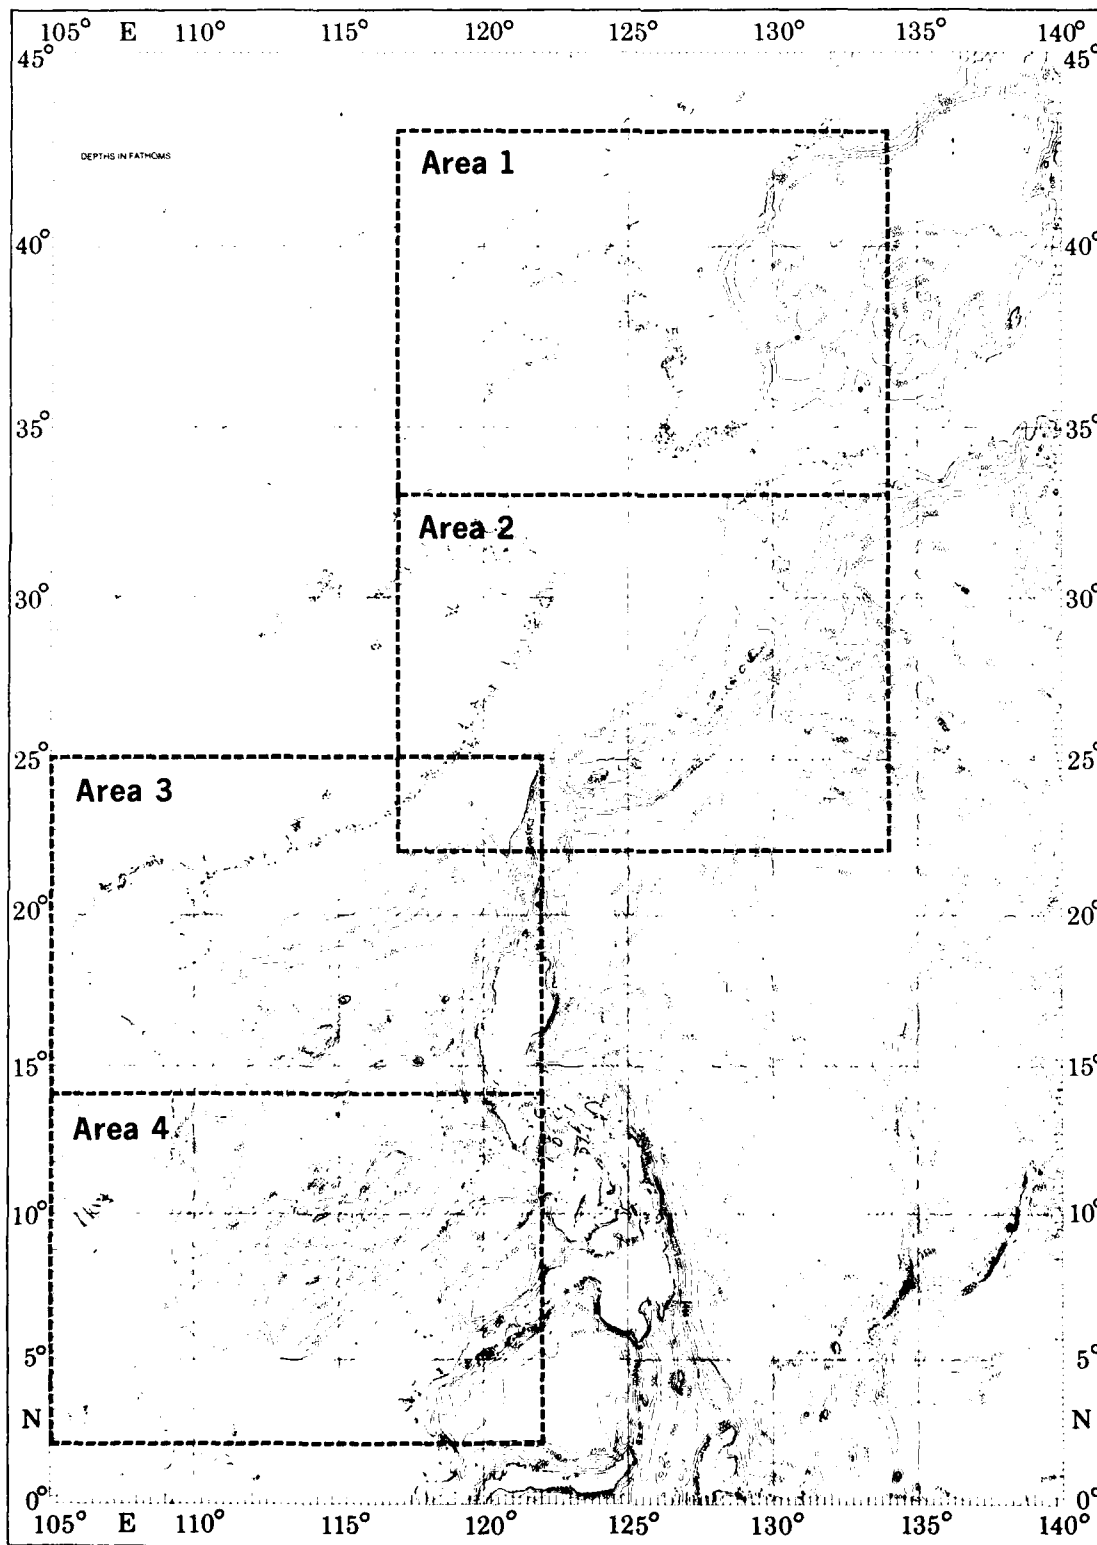 105° E 110° 115° 120° 125° 130° 135° 140°
45° 45°
DEPTHS IN FATHOMS
Area 1
40° 40°
35° 35°
Area 2
30° 30°
25° 25°
Area 3
20° 20°
15° 15°
Area 4
10° 10°
5° 5°
N N
0° 0°
105° E 110° 115° 120° 125° 130° 135° 140°